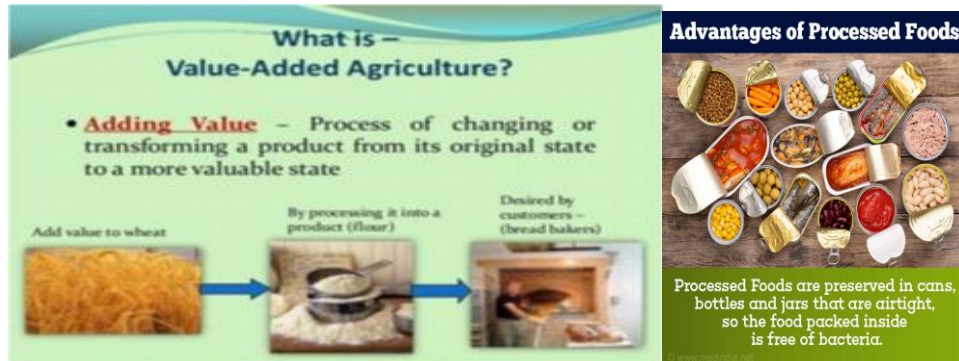 What is –
Value-Added Agriculture?
• Adding Value – Process of changing or
transforming a product from its original state
to a more valuable state
Add value to wheat
By processing it into a
product (flour)
Desired by
customers –
(bread bakers)
Advantages of Processed Foods
Processed Foods are preserved in cans,
bottles and jars that are airtight,
so the food packed inside
is free of bacteria.
© www.medindia.net